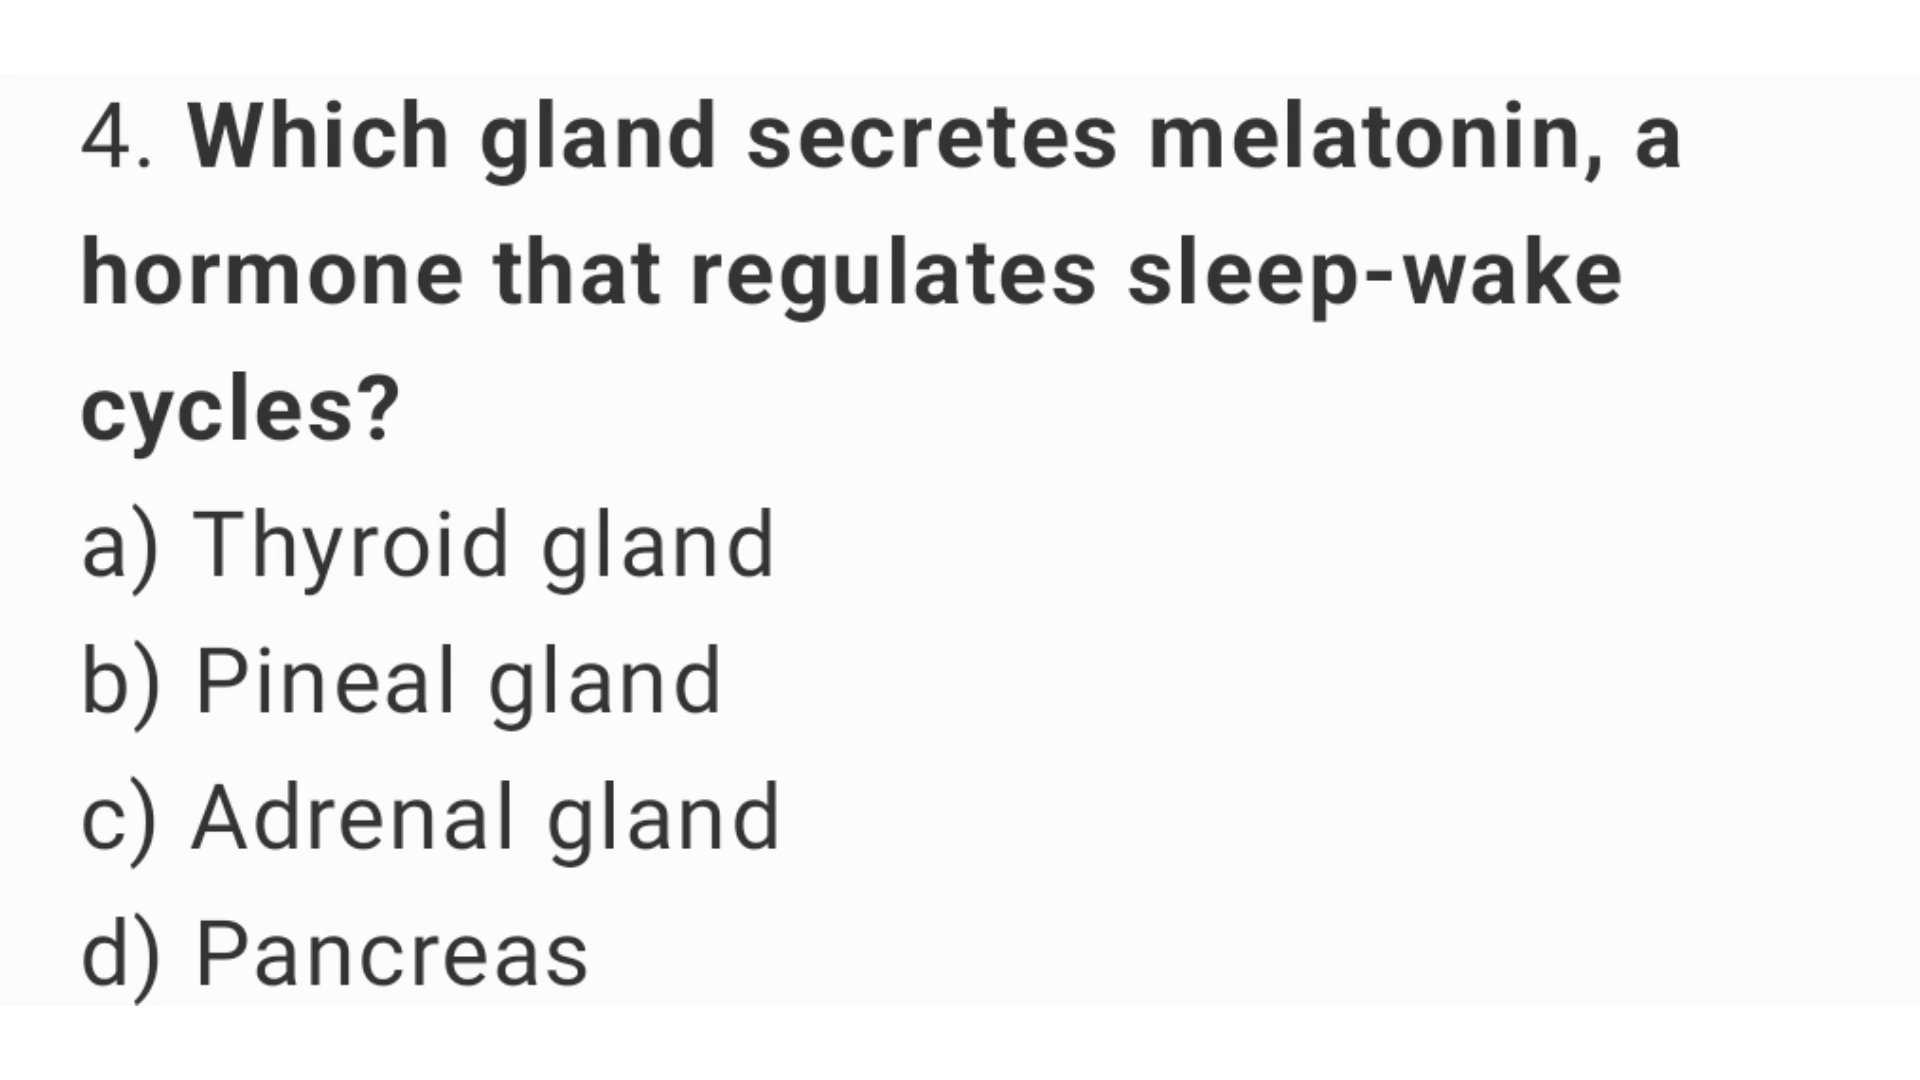 4. Which gland secretes melatonin, a
hormone that regulates sleep-wake
cycles?
a) Thyroid gland
b) Pineal gland
c) Adrenal gland
d) Pancreas